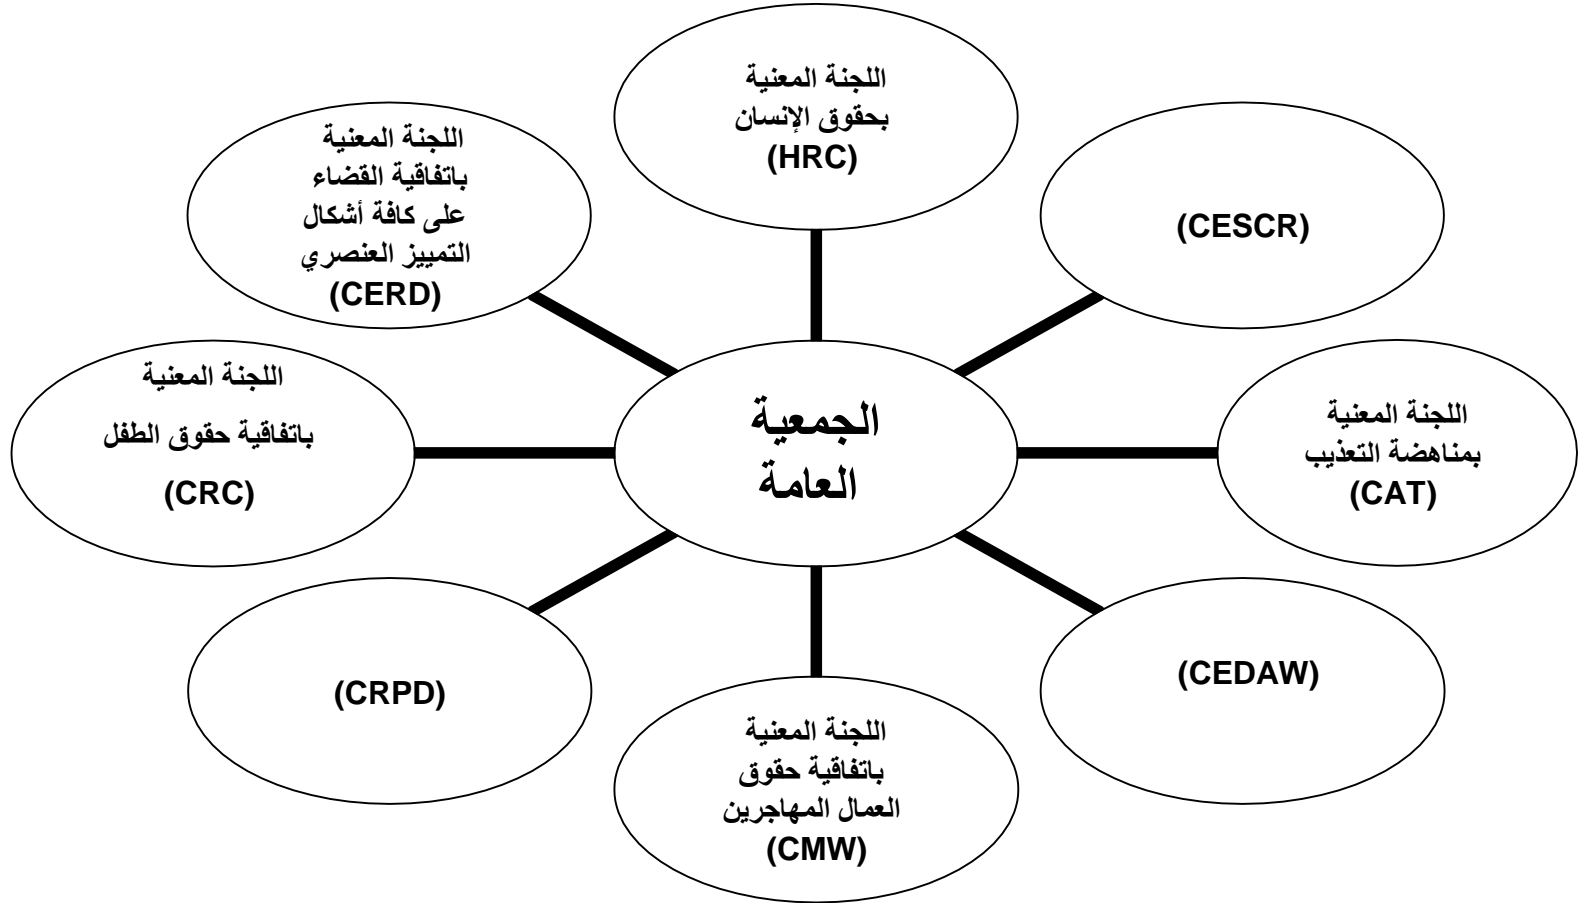 اللجنة المعنية
بحقوق الإنسان
(HRC)
(CESCR)
اللجنة المعنية
بمناهضة التعذيب
(CAT)
(CEDAW)
اللجنة المعنية
باتفاقية حقوق
العمال المهاجرين
(CMW)
(CRPD)
اللجنة المعنية
باتفاقية حقوق الطفل
(CRC)
اللجنة المعنية
باتفاقية القضاء
على كافة أشكال
التمييز العنصري
(CERD)
الجمعية
العامة